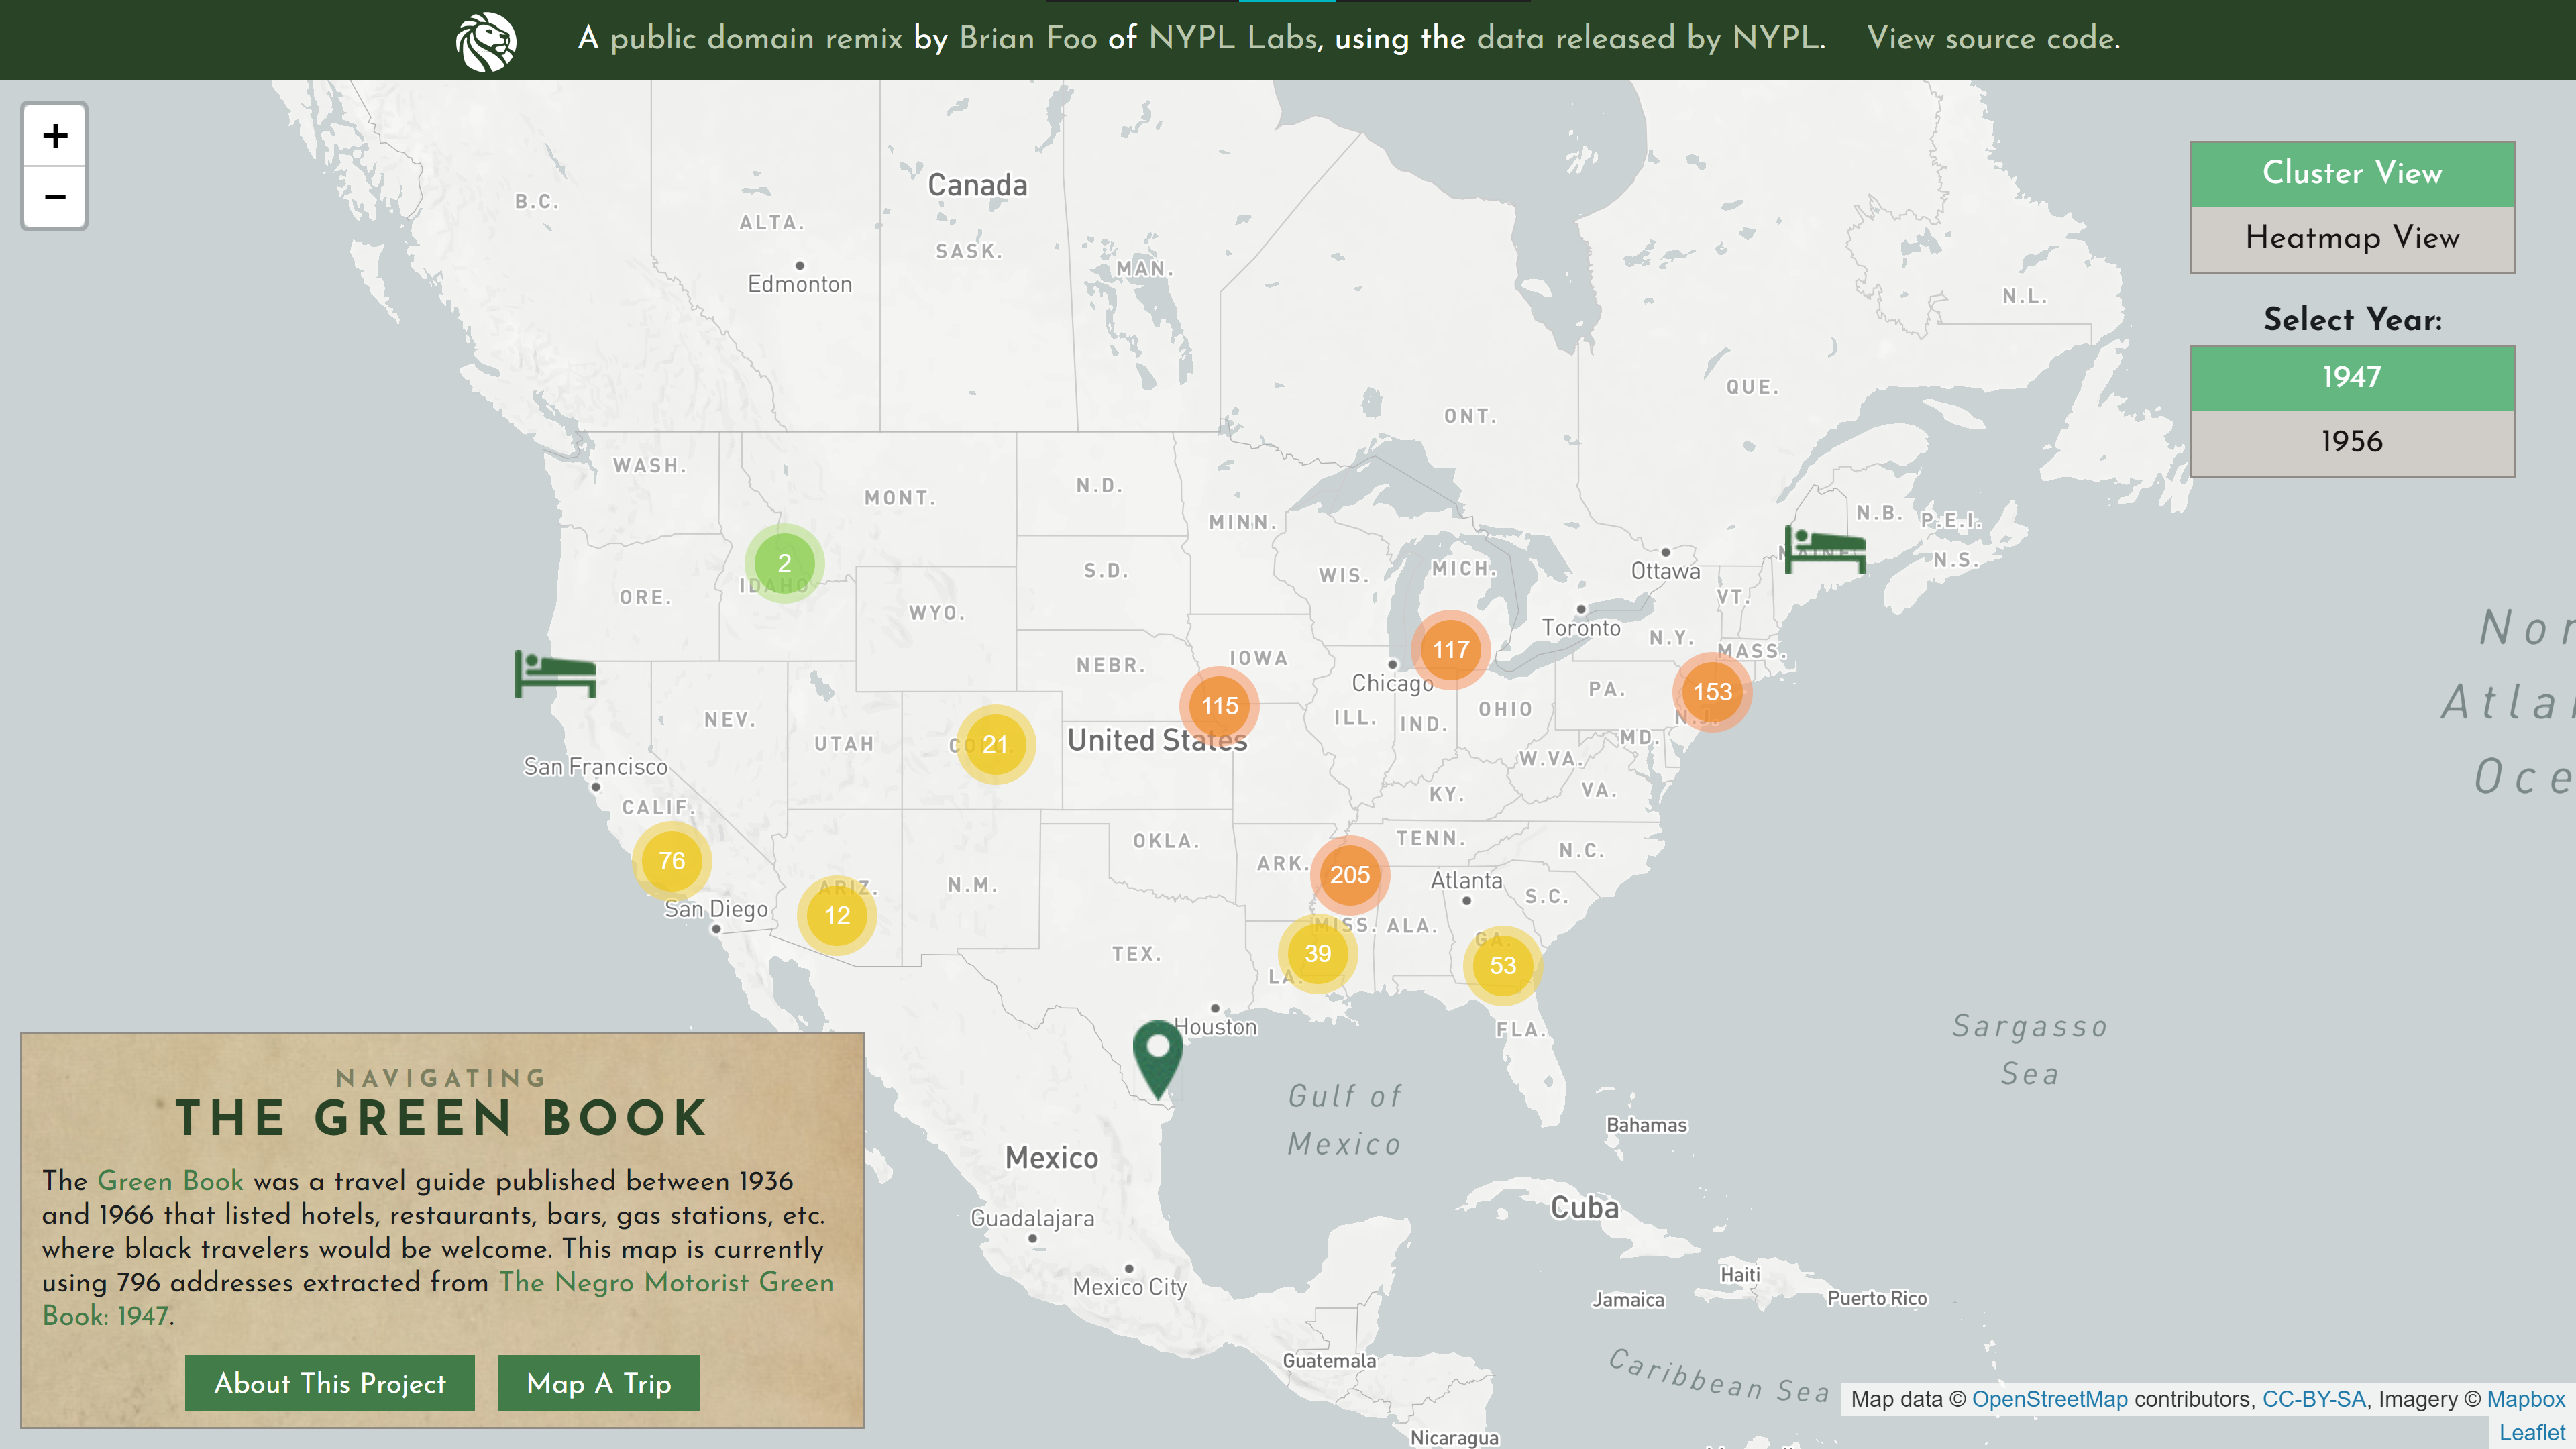 A public domain remix by Brian Foo of NYPL Labs, using the data released by NYPL. View source code.
+
−
Cluster View
Heatmap View
Select Year:
1947
1956
Canada
B.C.
ALTA.
SASK.
MAN.
Edmonton
N.L.
QUE.
ONT.
WASH.
MONT.
N.D.
MINN.
N.B.
P.E.I.
N.S.
MAINE
Ottawa
2
IDAHO
ORE.
S.D.
WIS.
MICH.
VT.
WYO.
Toronto
N.Y.
MASS.
117
NEBR.
IOWA
Chicago
PA.
153
N.J.
115
NEV.
UTAH
21
United States
ILL.
IND.
OHIO
MD.
W.VA.
VA.
KY.
San Francisco
CALIF.
76
San Diego
ARIZ.
12
N.M.
OKLA.
ARK.
TENN.
N.C.
205
Atlanta
S.C.
MISS.
ALA.
GA.
39
LA.
53
TEX.
Houston
FLA.
Gulf of
Mexico
Sargasso
Sea
Bahamas
Mexico
Cuba
Guadalajara
Mexico City
Haiti
Jamaica
Puerto Rico
Guatemala
Caribbean Sea
Nicaragua
NAVIGATING
THE GREEN BOOK
The Green Book was a travel guide published between 1936
and 1966 that listed hotels, restaurants, bars, gas stations, etc.
where black travelers would be welcome. This map is currently
using 796 addresses extracted from The Negro Motorist Green
Book: 1947.
About This Project
Map A Trip
Map data © OpenStreetMap contributors, CC-BY-SA, Imagery © Mapbox
Leaflet